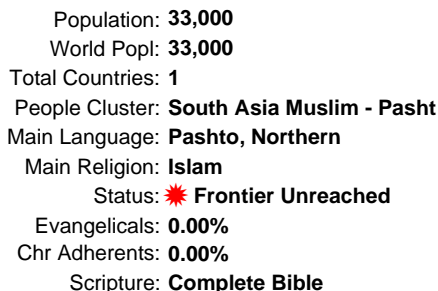 Population: 33,000
World Popl: 33,000
Total Countries: 1
People Cluster: South Asia Muslim - Pasht
Main Language: Pashto, Northern
Main Religion: Islam
Status: Frontier Unreached
Evangelicals: 0.00%
Chr Adherents: 0.00%
Scripture: Complete Bible